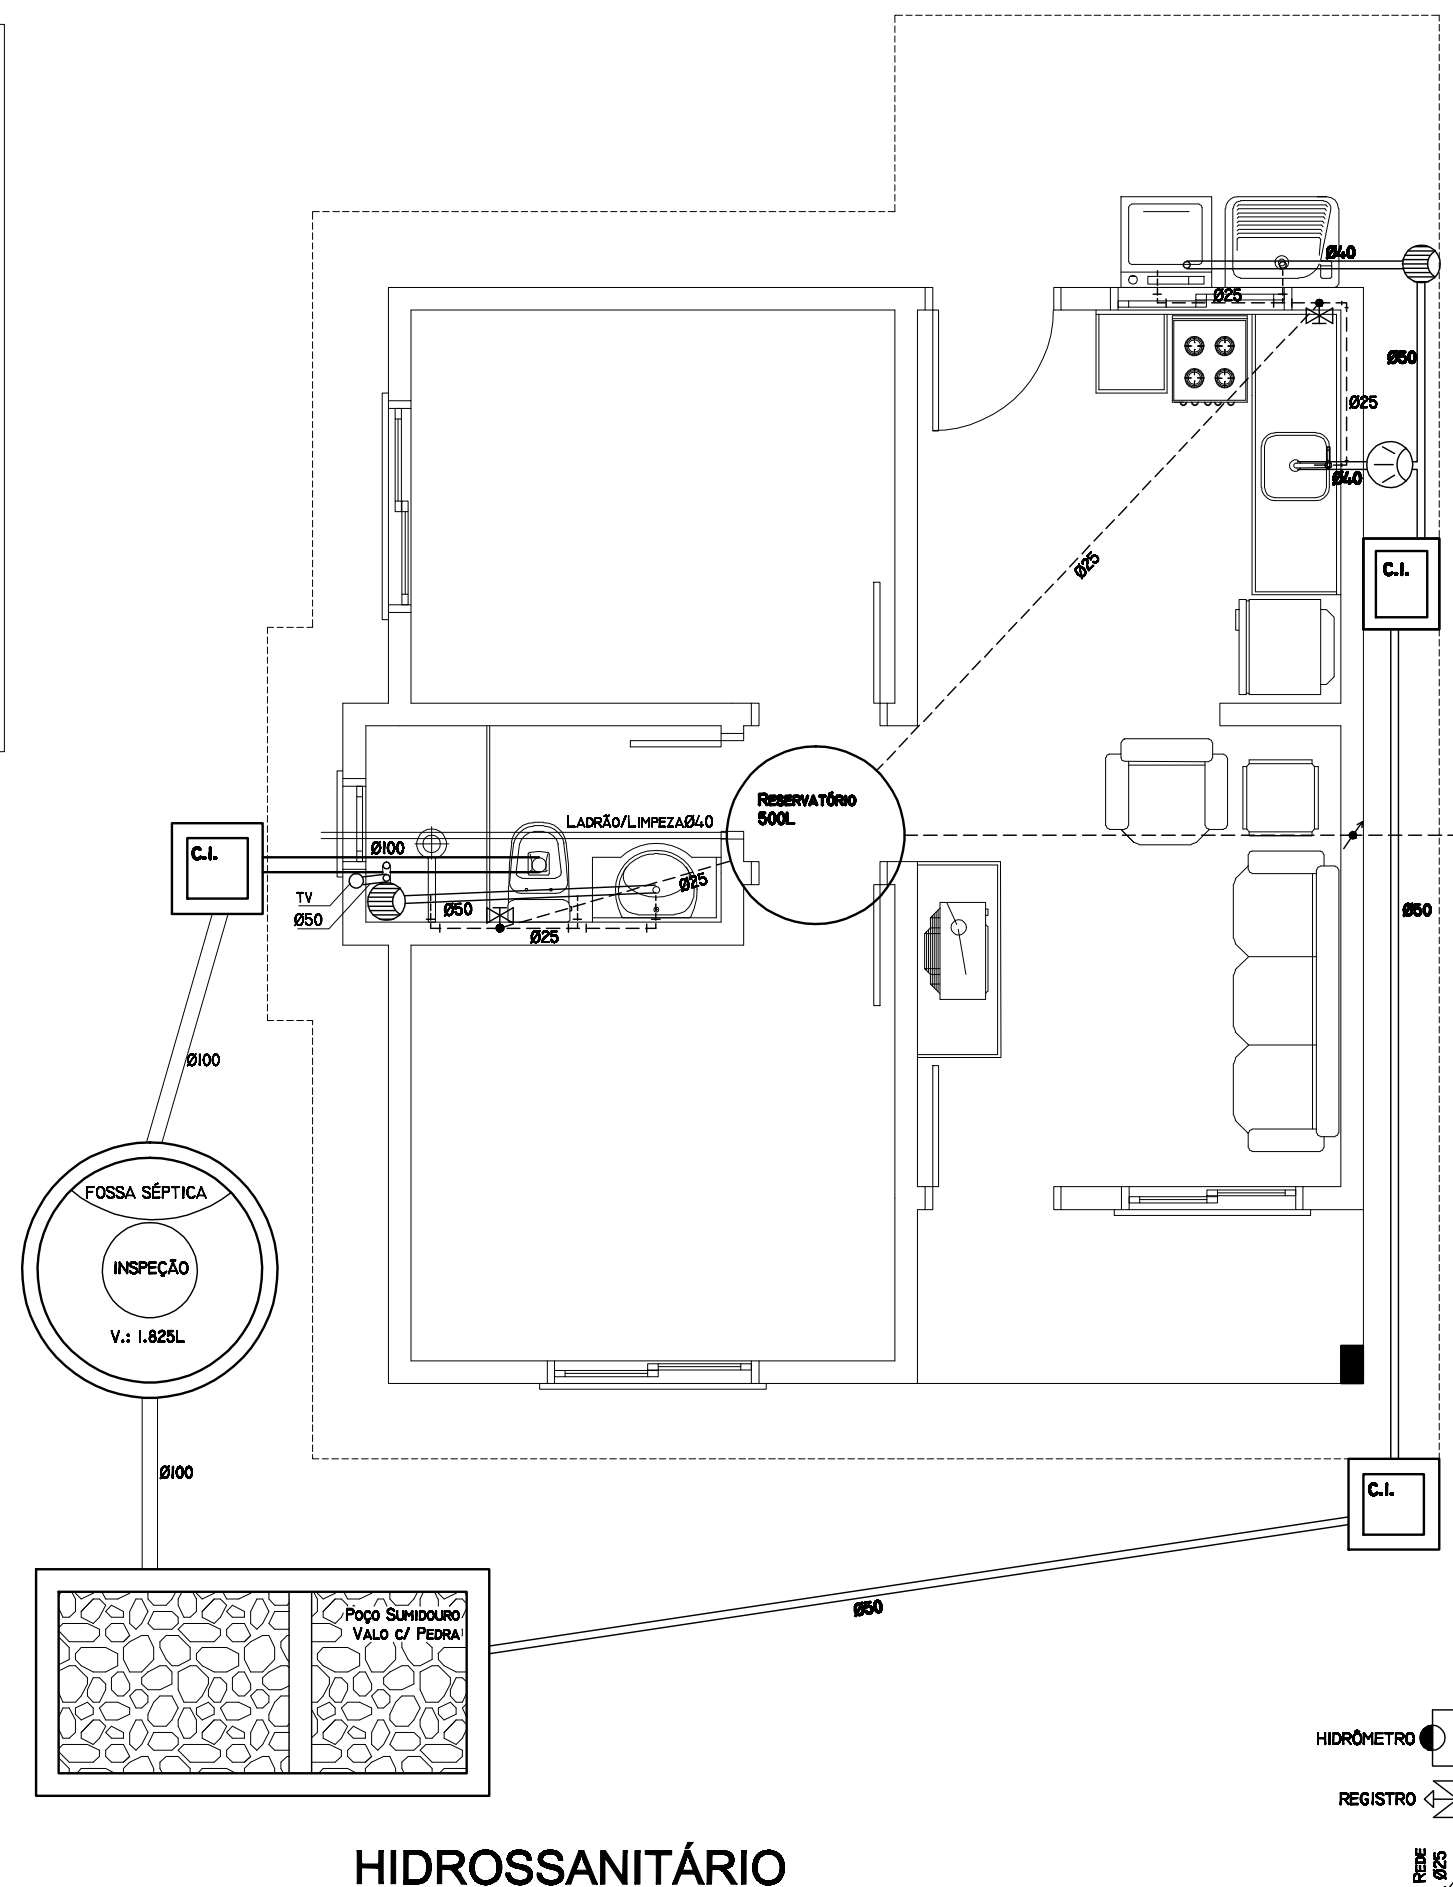 Ø40
Ø25
Ø50
Ø25
Ø40
Ø25
C.I.
RESERVATÓRIO
500L
LADRÃO/LIMPEZAØ40
Ø100
C.I.
Ø25
TV
Ø50
Ø50
Ø25
Ø50
Ø100
FOSSA SÉPTICA
INSPEÇÃO
V.: 1.825L
Ø100
C.I.
Ø50
POÇO SUMIDOURO
VALO C/ PEDRA
HIDRÔMETRO
REGISTRO
REDE
Ø25
HIDROSSANITÁRIO